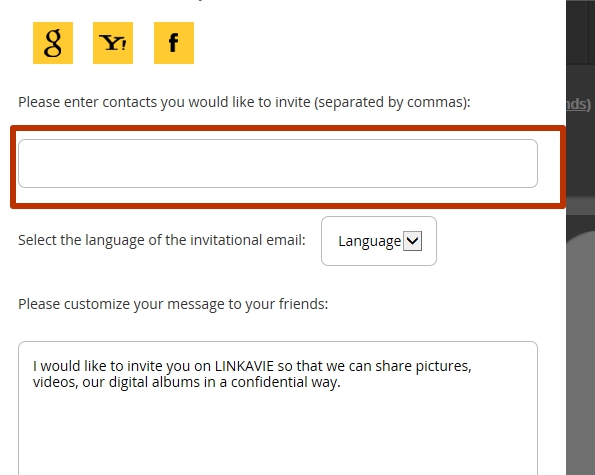 g Y! f
Please enter contacts you would like to invite (separated by commas):
nds)
Select the language of the invitational email: Language
Please customize your message to your friends:
I would like to invite you on LINKAVIE so that we can share pictures,
videos, our digital albums in a confidential way.